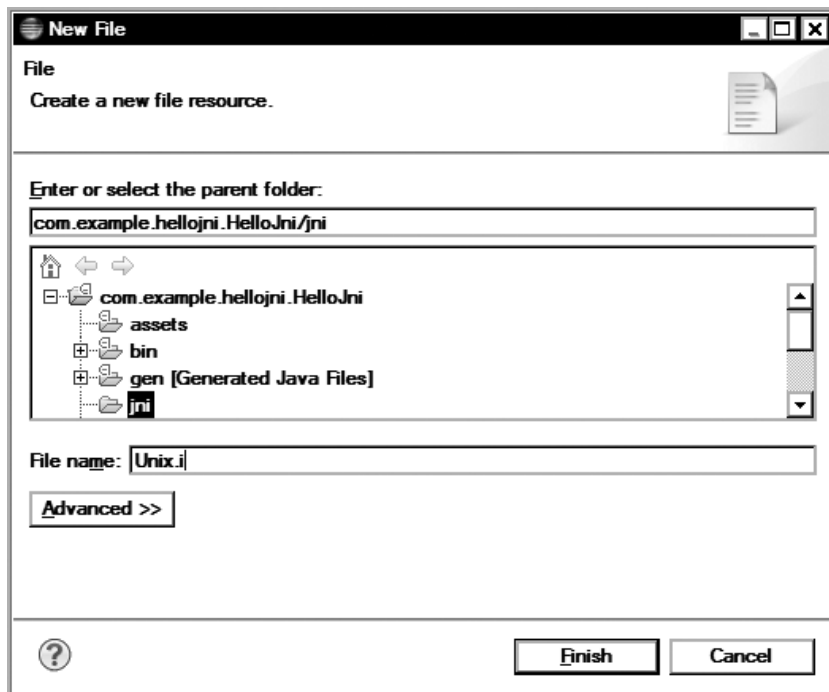 New File
File
Create a new file resource.
Enter or select the parent folder:
com.example.hellojni.HelloJni/jni
com.example.hellojni.HelloJni
assets
bin
gen [Generated Java Files]
jni
File name: Unix.i
Advanced >>
? Finish Cancel